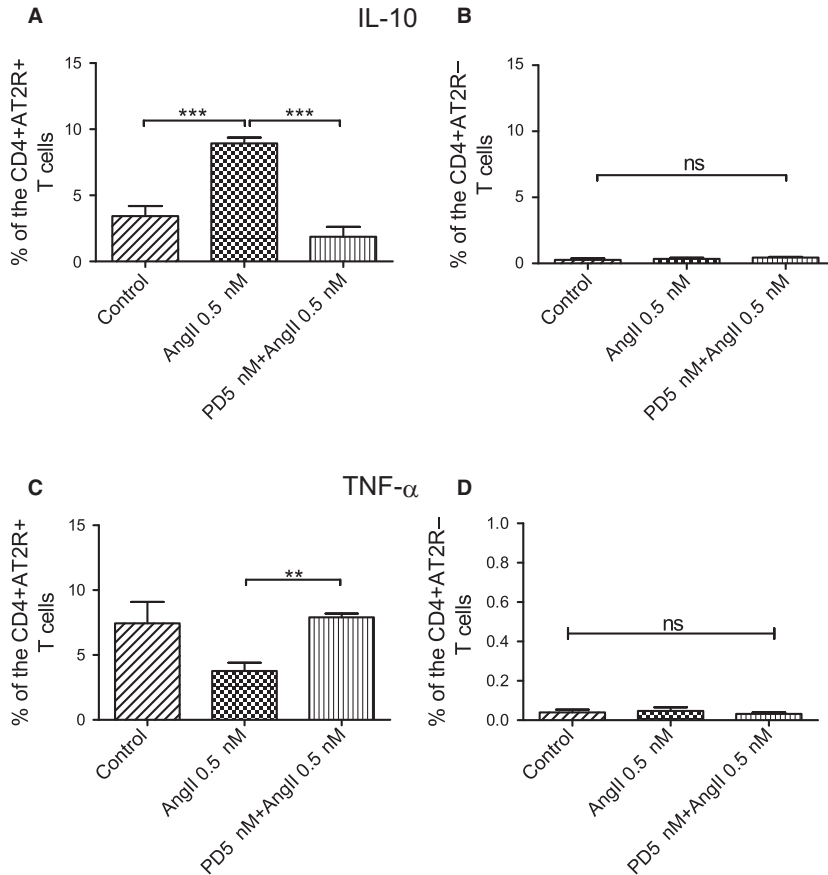 A
IL-10
B
% of the CD4+AT2R+
T cells
15
10
5
0
***
***
Control
AngII 0.5 nM
PD5 nM+AngII 0.5 nM
% of the CD4+AT2R−
T cells
15
10
5
0
ns
Control
AngII 0.5 nM
PD5 nM+AngII 0.5 nM
C
TNF-α
D
% of the CD4+AT2R+
T cells
15
10
5
0
**
Control
AngII 0.5 nM
PD5 nM+AngII 0.5 nM
% of the CD4+AT2R−
T cells
1.0
0.8
0.6
0.4
0.2
0.0
ns
Control
AngII 0.5 nM
PD5 nM+AngII 0.5 nM